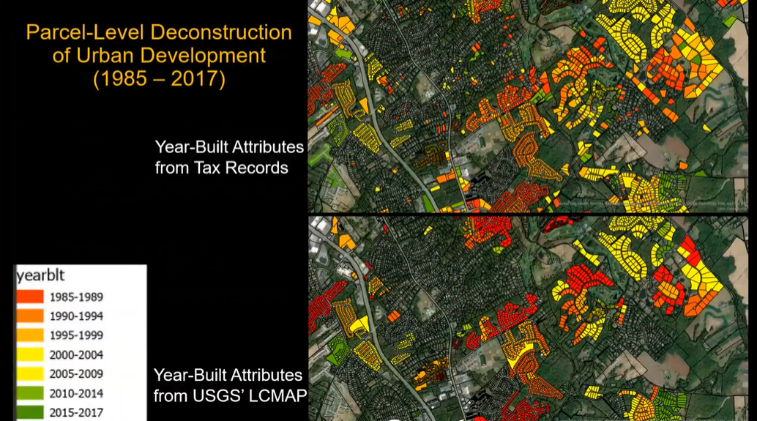 Parcel-Level Deconstruction
of Urban Development
(1985 – 2017)
Year-Built Attributes
from Tax Records
yearblt
1985-1989
1990-1994
1995-1999
2000-2004
2005-2009
2010-2014
2015-2017
Year-Built Attributes
from USGS' LCMAP